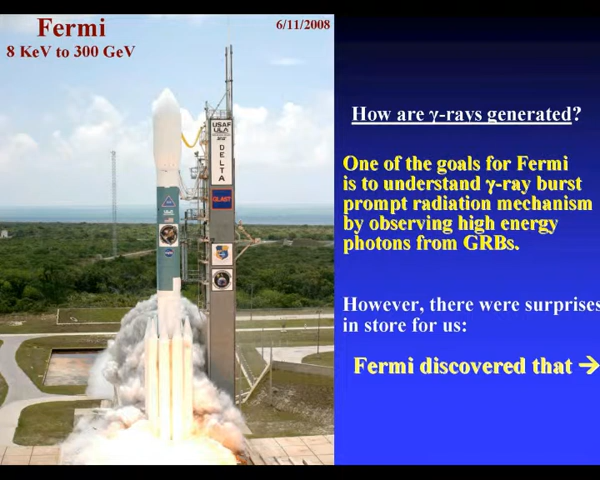 Fermi
8 KeV to 300 GeV
6/11/2008
USAF
ULA
DELTA
GLAST
How are γ-rays generated?
One of the goals for Fermi
is to understand γ-ray burst
prompt radiation mechanism
by observing high energy
photons from GRBs.
However, there were surprises
in store for us:
Fermi discovered that →